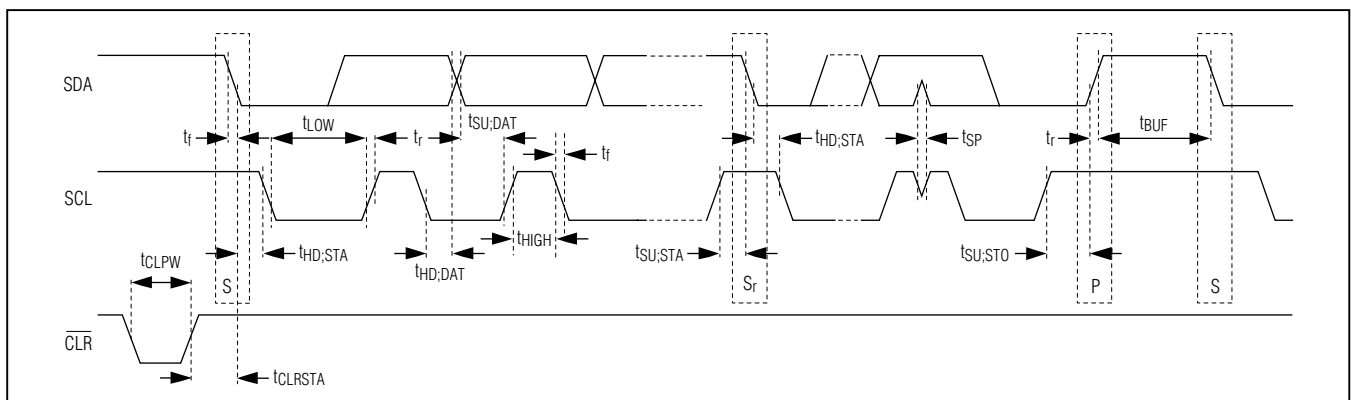 SDA
tf
tLOW
tr
tSU;DAT
tf
tHD;STA
tSP
tr
tBUF
SCL
tHD;STA
tHD;DAT
tHIGH
tSU;STA
tSU;STO
tCLPW
S
Sr
P
S
CLR
tCLRSTA